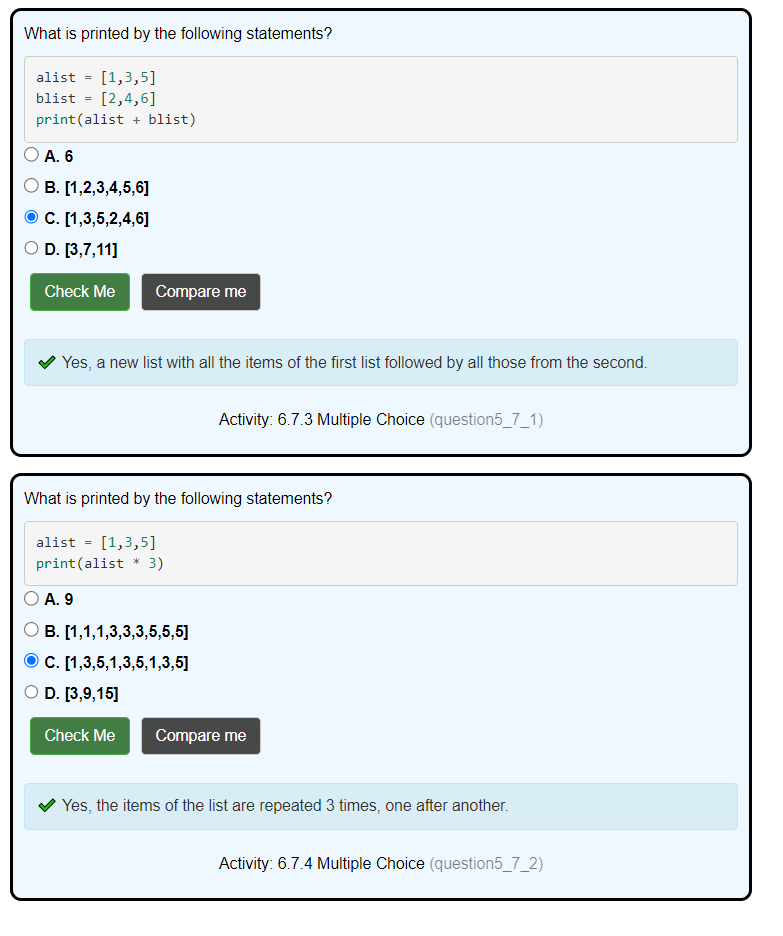 What is printed by the following statements?
alist = [1,3,5]
blist = [2,4,6]
print(alist + blist)
A. 6
B. [1,2,3,4,5,6]
C. [1,3,5,2,4,6]
D. [3,7,11]
Check Me Compare me
Yes, a new list with all the items of the first list followed by all those from the second.
Activity: 6.7.3 Multiple Choice (question5_7_1)
What is printed by the following statements?
alist = [1,3,5]
print(alist * 3)
A. 9
B. [1,1,1,3,3,3,5,5,5]
C. [1,3,5,1,3,5,1,3,5]
D. [3,9,15]
Check Me Compare me
Yes, the items of the list are repeated 3 times, one after another.
Activity: 6.7.4 Multiple Choice (question5_7_2)